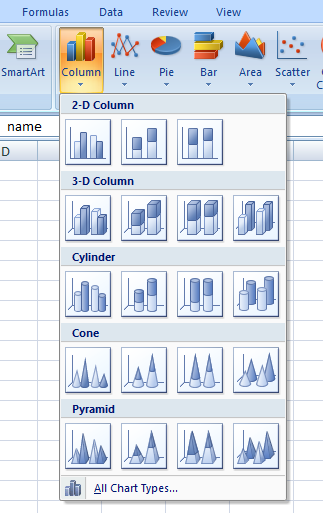 Formulas Data Review View
SmartArt Column Line Pie Bar Area Scatter
name
D
2-D Column
3-D Column
Cylinder
Cone
Pyramid
All Chart Types...